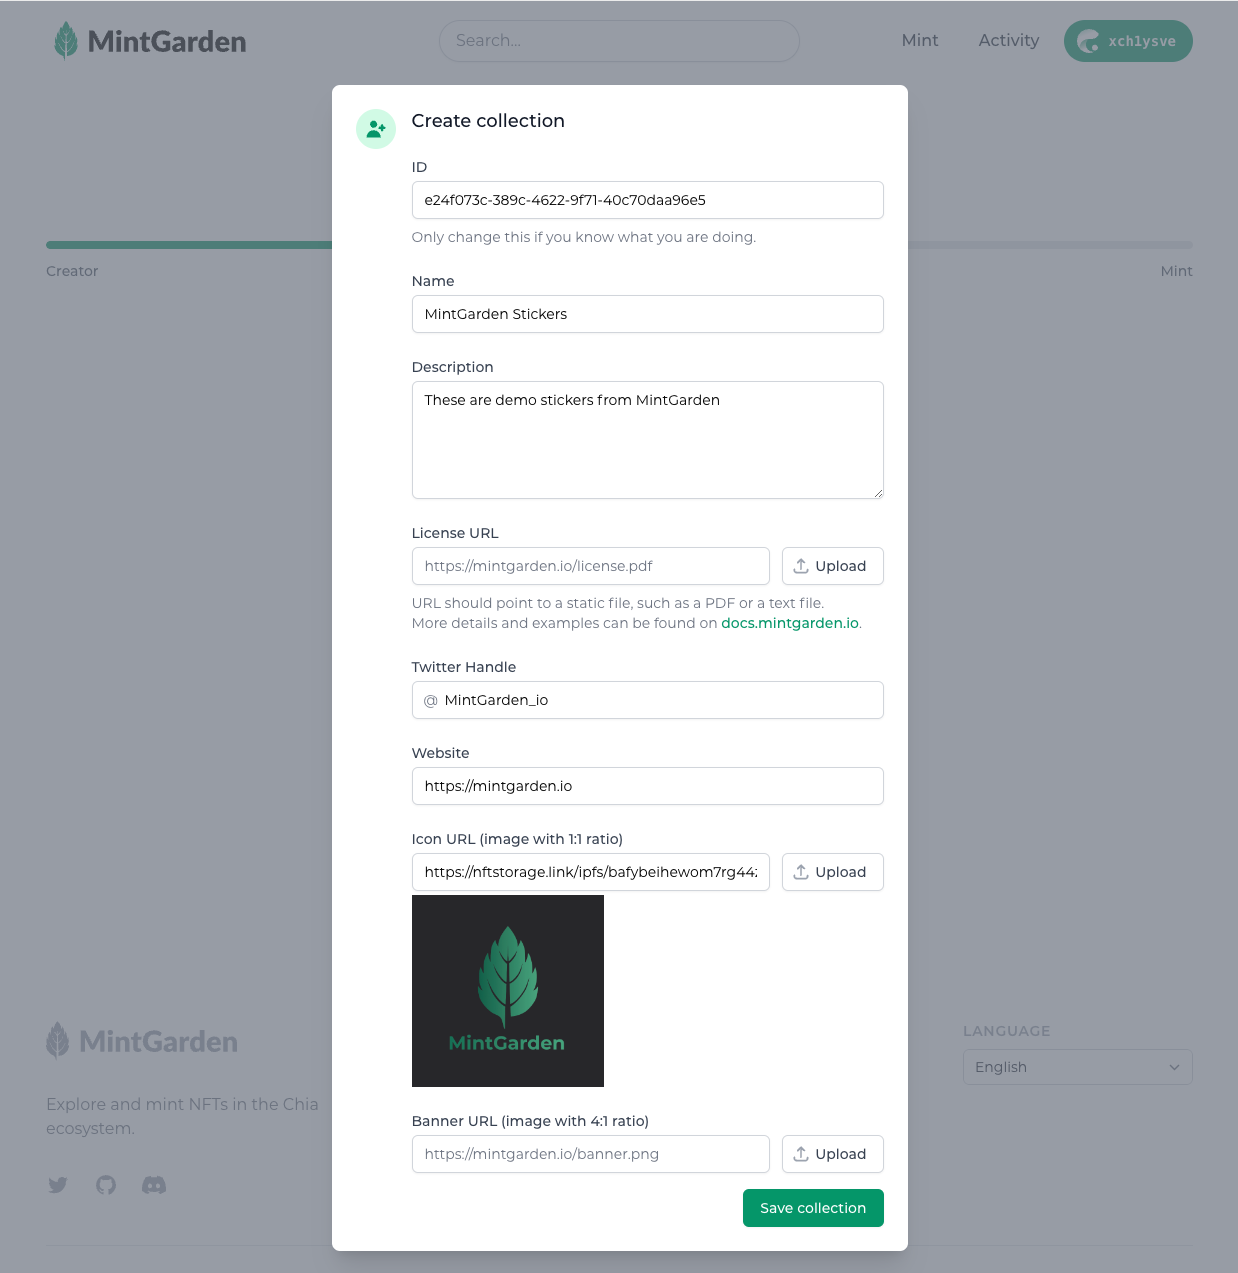 MintGarden
Search...
Mint
Activity
xch1ysve
Create collection
ID
e24f073c-389c-4622-9f71-40c70daa96e5
Only change this if you know what you are doing.
Creator
Mint
Name
MintGarden Stickers
Description
These are demo stickers from MintGarden
License URL
https://mintgarden.io/license.pdf
Upload
URL should point to a static file, such as a PDF or a text file.
More details and examples can be found on docs.mintgarden.io.
Twitter Handle
@ MintGarden_io
Website
https://mintgarden.io
Icon URL (image with 1:1 ratio)
https://nftstorage.link/ipfs/bafybeihewom7rg44z
Upload
MintGarden
Banner URL (image with 4:1 ratio)
https://mintgarden.io/banner.png
Upload
Save collection
MintGarden
Explore and mint NFTs in the Chia
ecosystem.
LANGUAGE
English